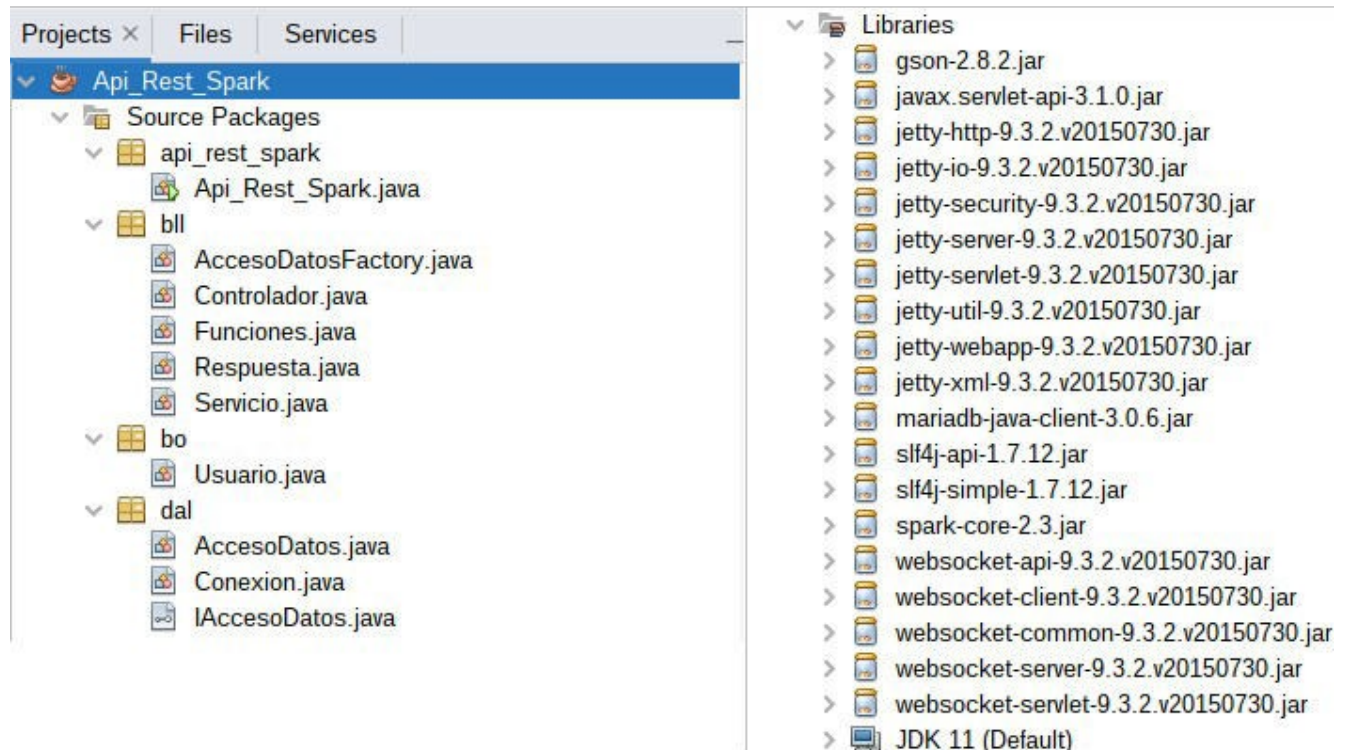 Projects × Files Services
Api_Rest_Spark
Source Packages
api_rest_spark
Api_Rest_Spark.java
bll
AccesoDatosFactory.java
Controlador.java
Funciones.java
Respuesta.java
Servicio.java
bo
Usuario.java
dal
AccesoDatos.java
Conexion.java
IAccesoDatos.java
Libraries
gson-2.8.2.jar
javax.servlet-api-3.1.0.jar
jetty-http-9.3.2.v20150730.jar
jetty-io-9.3.2.v20150730.jar
jetty-security-9.3.2.v20150730.jar
jetty-server-9.3.2.v20150730.jar
jetty-servlet-9.3.2.v20150730.jar
jetty-util-9.3.2.v20150730.jar
jetty-webapp-9.3.2.v20150730.jar
jetty-xml-9.3.2.v20150730.jar
mariadb-java-client-3.0.6.jar
slf4j-api-1.7.12.jar
slf4j-simple-1.7.12.jar
spark-core-2.3.jar
websocket-api-9.3.2.v20150730.jar
websocket-client-9.3.2.v20150730.jar
websocket-common-9.3.2.v20150730.jar
websocket-server-9.3.2.v20150730.jar
websocket-servlet-9.3.2.v20150730.jar
JDK 11 (Default)